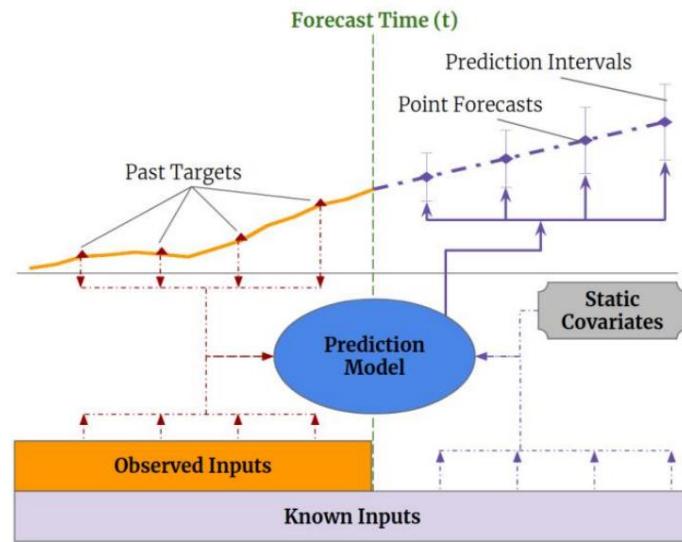 Forecast Time (t)
Prediction Intervals
Point Forecasts
Past Targets
Static
Covariates
Prediction
Model
Observed Inputs
Known Inputs